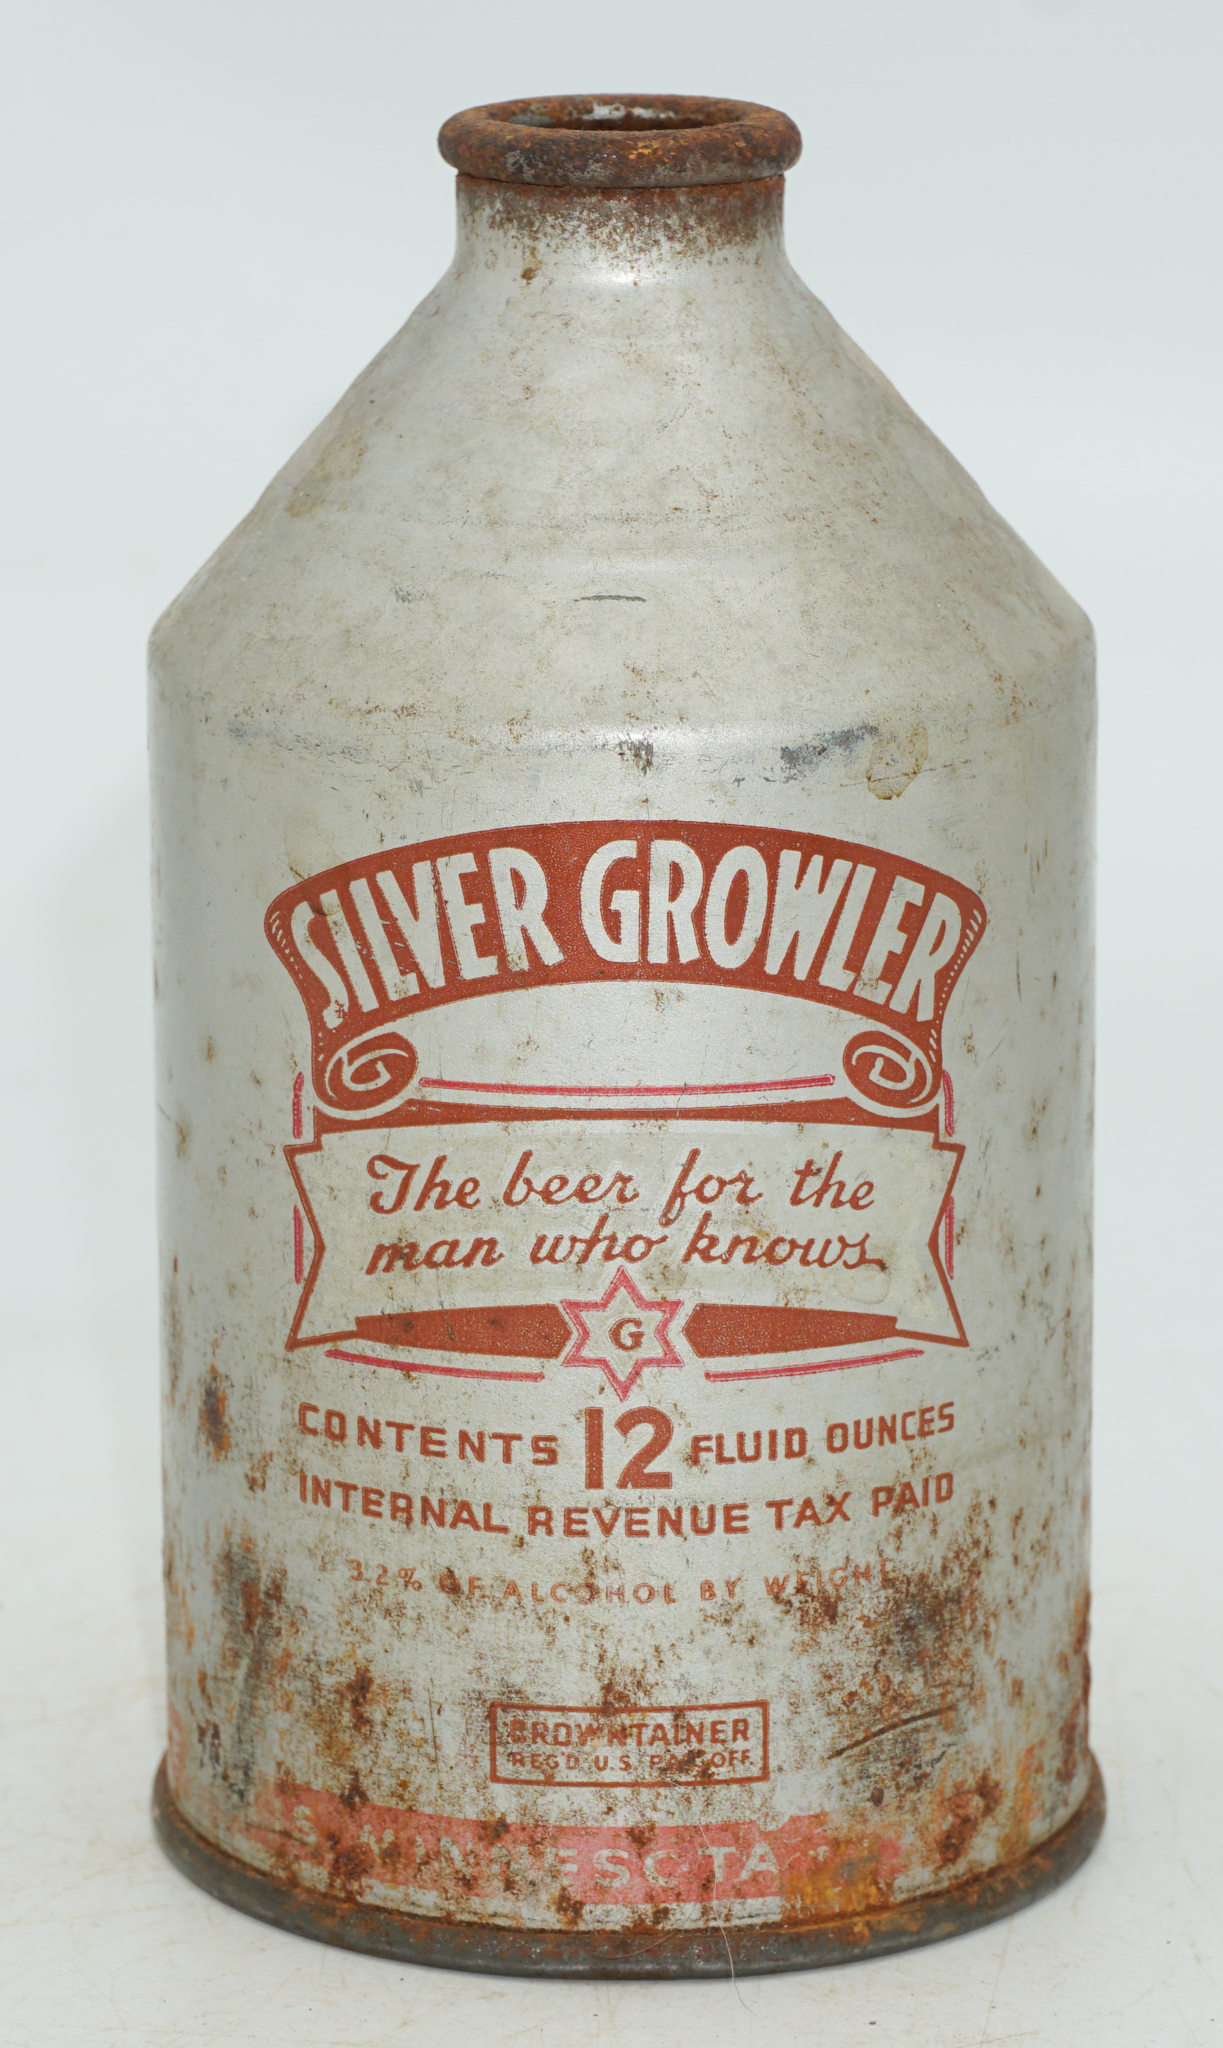 SILVER GROWLER
The beer for the
man who knows
G
CONTENTS 12 FLUID OUNCES
INTERNAL REVENUE TAX PAID
3.2% OF ALCOHOL BY WEIGHT
CROWNTAINER
REG'D U.S. PAT. OFF.
S, MINNESOTA